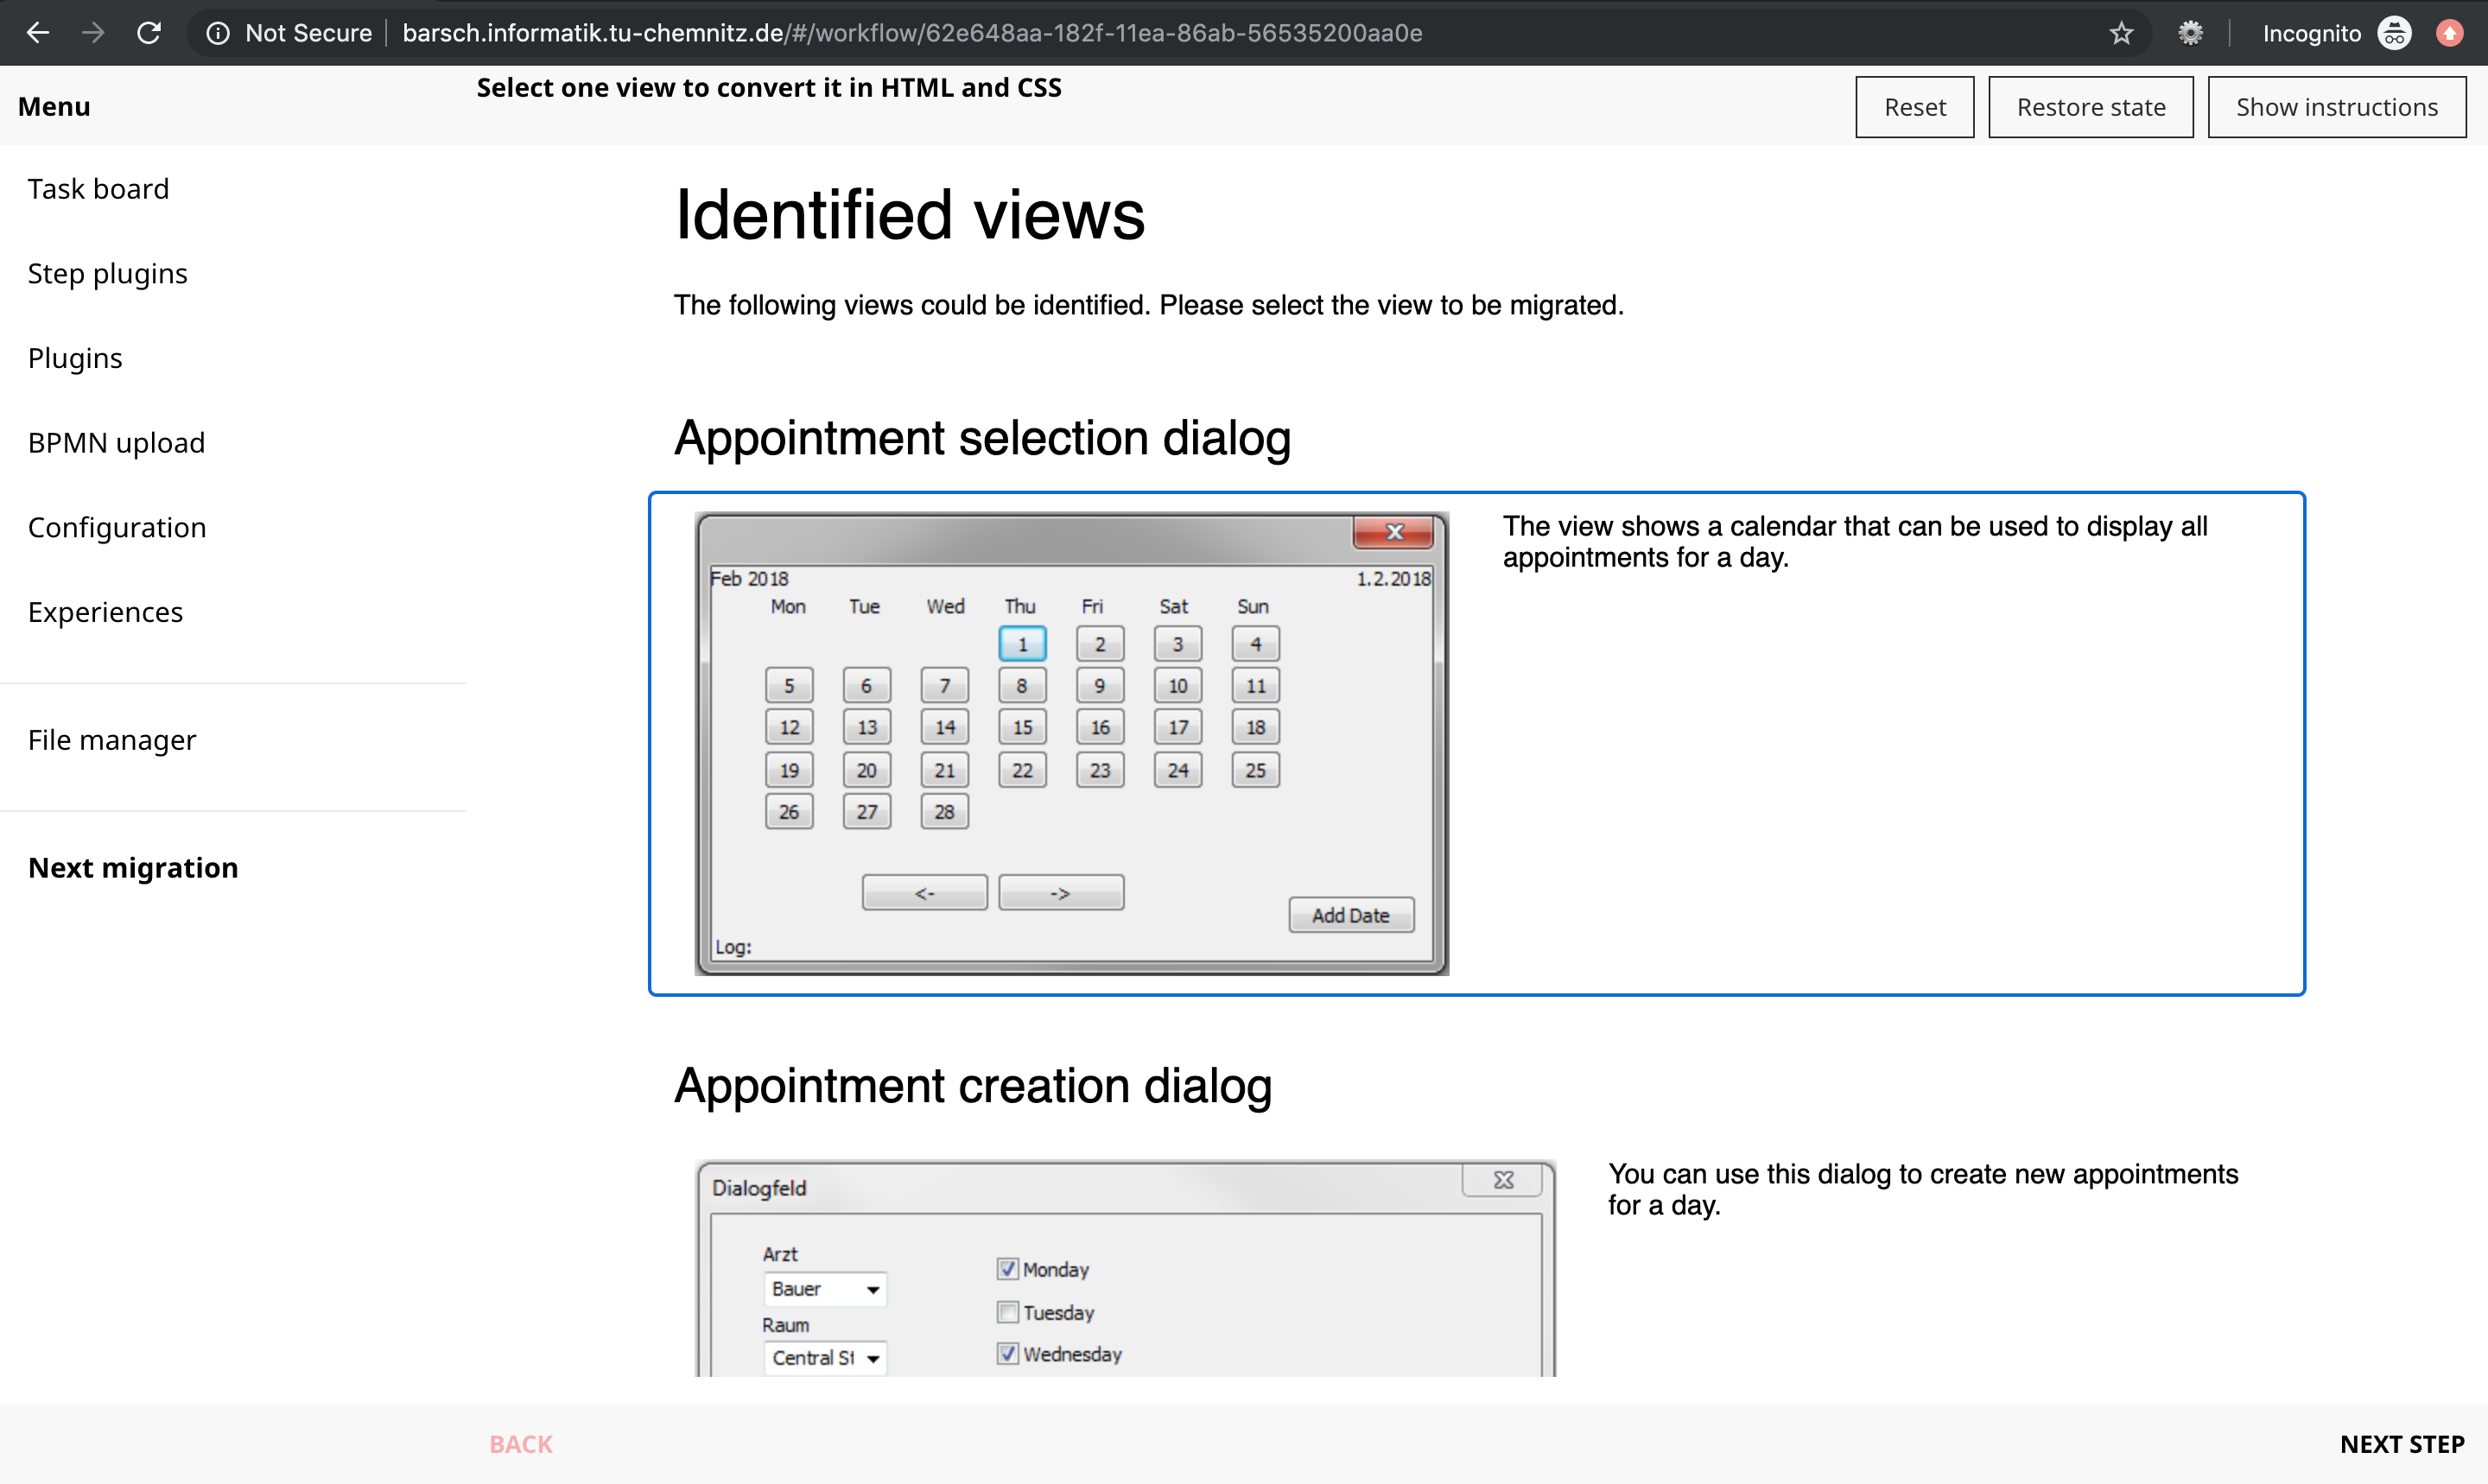 Not Secure
barsch.informatik.tu-chemnitz.de/#/workflow/62e648aa-182f-11ea-86ab-56535200aa0e
Incognito
Menu
Select one view to convert it in HTML and CSS
Reset
Restore state
Show instructions
Task board
Step plugins
Plugins
BPMN upload
Configuration
Experiences
File manager
Next migration
Identified views
The following views could be identified. Please select the view to be migrated.
Appointment selection dialog
Feb 2018 1.2.2018
Mon Tue Wed Thu Fri Sat Sun
1 2 3 4
5 6 7 8 9 10 11
12 13 14 15 16 17 18
19 20 21 22 23 24 25
26 27 28
<- ->
Add Date
Log:
The view shows a calendar that can be used to display all
appointments for a day.
Appointment creation dialog
Dialogfeld
Arzt
Bauer
Raum
Central St
Monday
Tuesday
Wednesday
You can use this dialog to create new appointments
for a day.
BACK
NEXT STEP